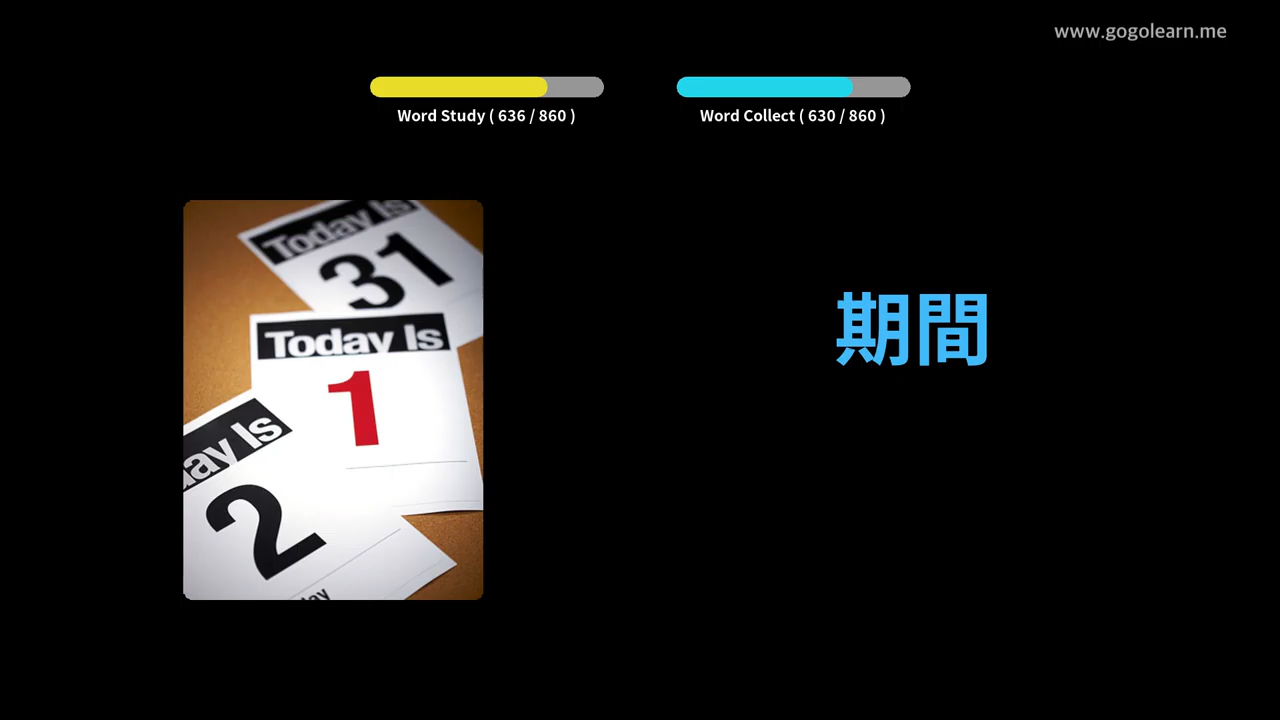 www.gogolearn.me
Word Study ( 636 / 860 )
Word Collect ( 630 / 860 )
Today Is
31
Today Is
1
ay Is
2
期間